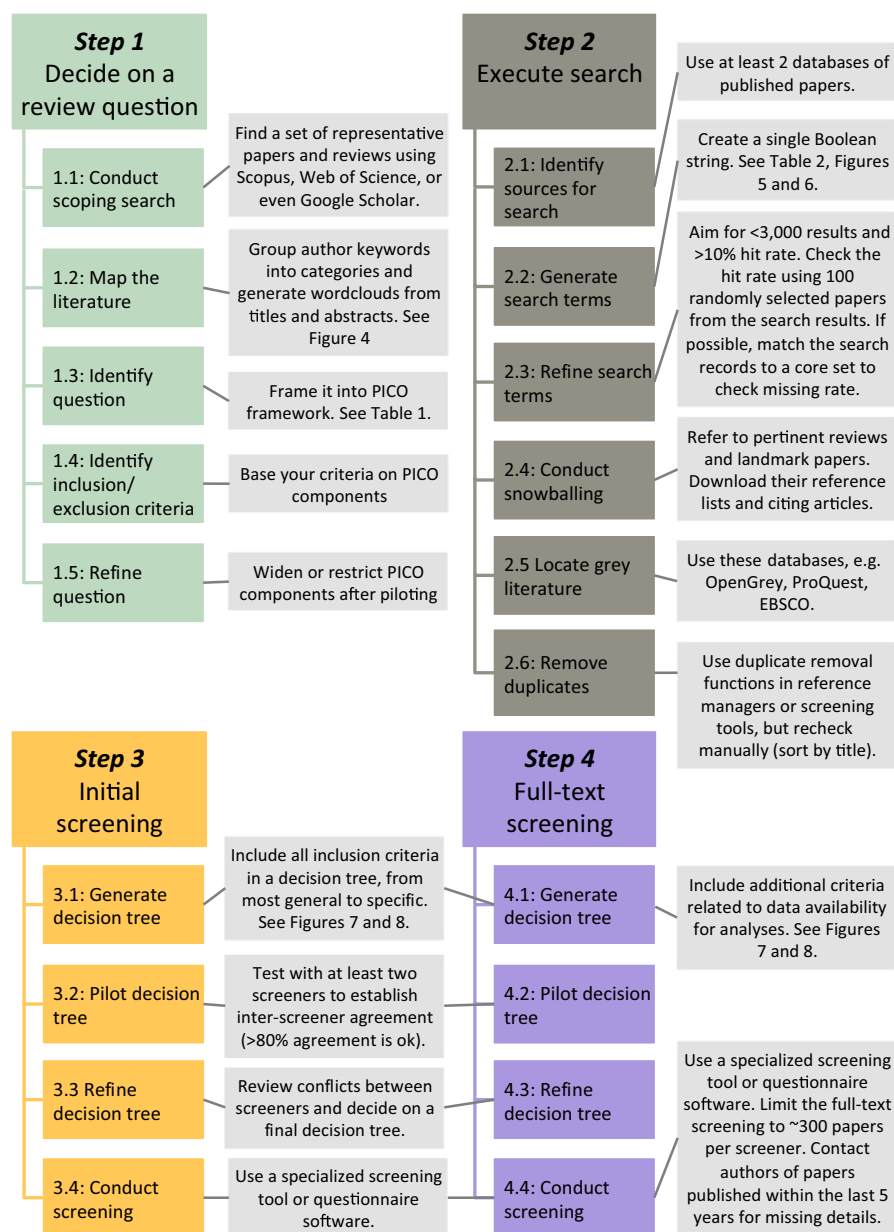 Step 1
Decide on a
review question
1.1: Conduct
scoping search
Find a set of representative
papers and reviews using
Scopus, Web of Science, or
even Google Scholar.
1.2: Map the
literature
Group author keywords
into categories and
generate wordclouds from
titles and abstracts. See
Figure 4
1.3: Identify
question
Frame it into PICO
framework. See Table 1.
1.4: Identify
inclusion/
exclusion criteria
Base your criteria on PICO
components
1.5: Refine
question
Widen or restrict PICO
components after piloting
Step 2
Execute search
2.1: Identify
sources for
search
Use at least 2 databases of
published papers.
2.2: Generate
search terms
Create a single Boolean
string. See Table 2, Figures
5 and 6.
2.3: Refine search
terms
Aim for <3,000 results and
>10% hit rate. Check the
hit rate using 100
randomly selected papers
from the search results. If
possible, match the search
records to a core set to
check missing rate.
2.4: Conduct
snowballing
Refer to pertinent reviews
and landmark papers.
Download their reference
lists and citing articles.
2.5 Locate grey
literature
Use these databases, e.g.
OpenGrey, ProQuest,
EBSCO.
2.6: Remove
duplicates
Use duplicate removal
functions in reference
managers or screening
tools, but recheck
manually (sort by title).
Step 3
Initial
screening
3.1: Generate
decision tree
Include all inclusion criteria
in a decision tree, from
most general to specific.
See Figures 7 and 8.
3.2: Pilot decision
tree
Test with at least two
screeners to establish
inter-screener agreement
(>80% agreement is ok).
3.3 Refine
decision tree
Review conflicts between
screeners and decide on a
final decision tree.
3.4: Conduct
screening
Use a specialized screening
tool or questionnaire
software.
Step 4
Full-text
screening
4.1: Generate
decision tree
Include additional criteria
related to data availability
for analyses. See Figures
7 and 8.
4.2: Pilot decision
tree
4.3: Refine
decision tree
4.4: Conduct
screening
Use a specialized screening
tool or questionnaire
software. Limit the full-text
screening to ~300 papers
per screener. Contact
authors of papers
published within the last 5
years for missing details.